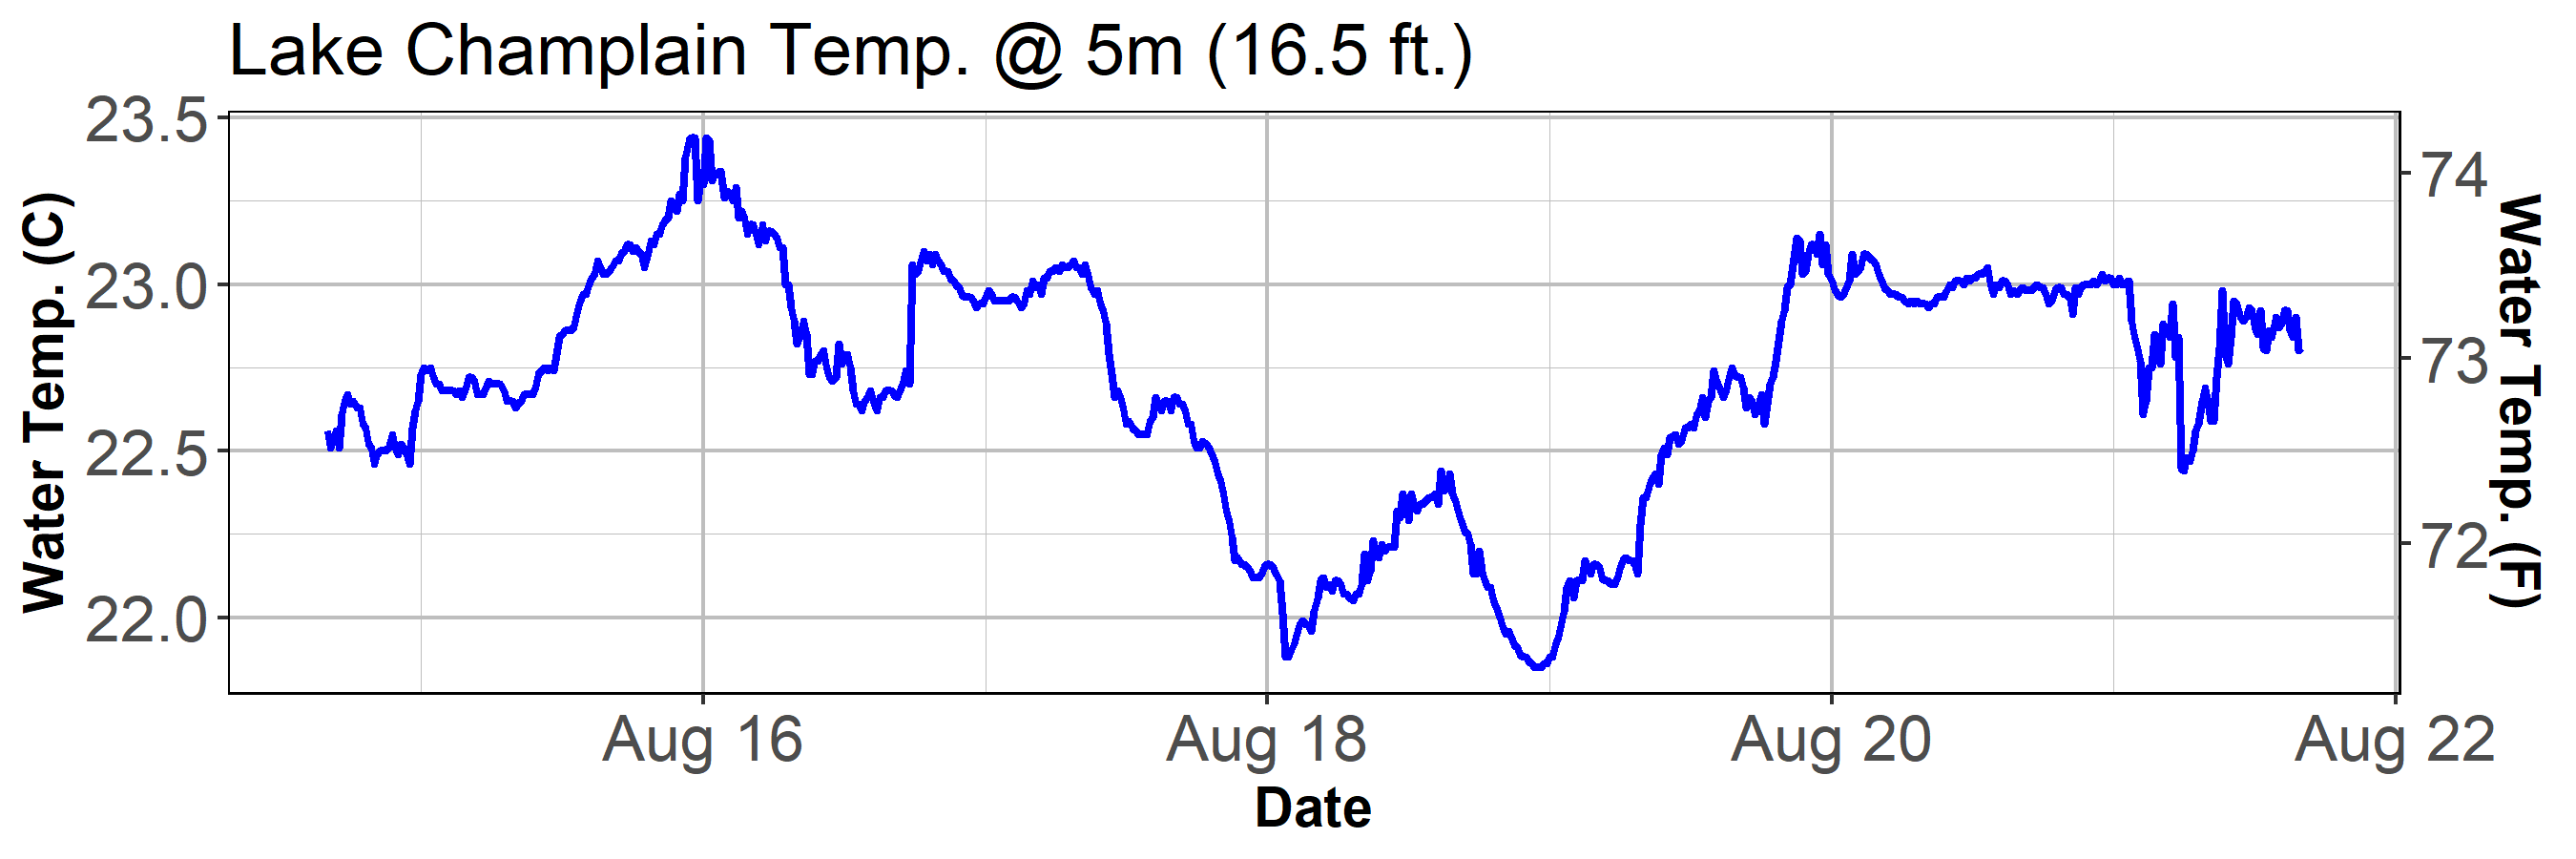 Lake Champlain Temp. @ 5m (16.5 ft.)
Water Temp. (C)
23.5
23.0
22.5
22.0
74
73
72
Water Temp. (F)
Aug 16
Aug 18
Aug 20
Aug 22
Date